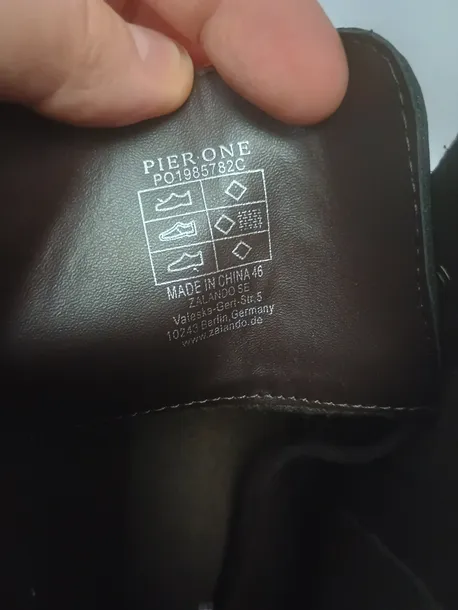 PIER·ONE
PO1985782C
MADE IN CHINA 46
ZALANDO SE
Valeska-Gert-Str.5
10243 Berlin,Germany
www.zalando.de